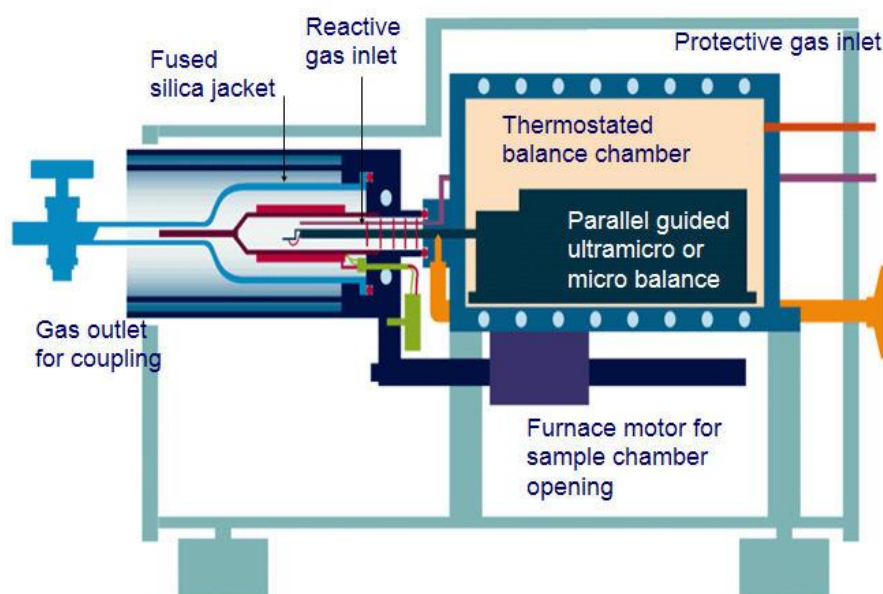 Reactive
gas inlet
Protective gas inlet
Fused
silica jacket
Thermostated
balance chamber
Parallel guided
ultramicro or
micro balance
Gas outlet
for coupling
Furnace motor for
sample chamber
opening